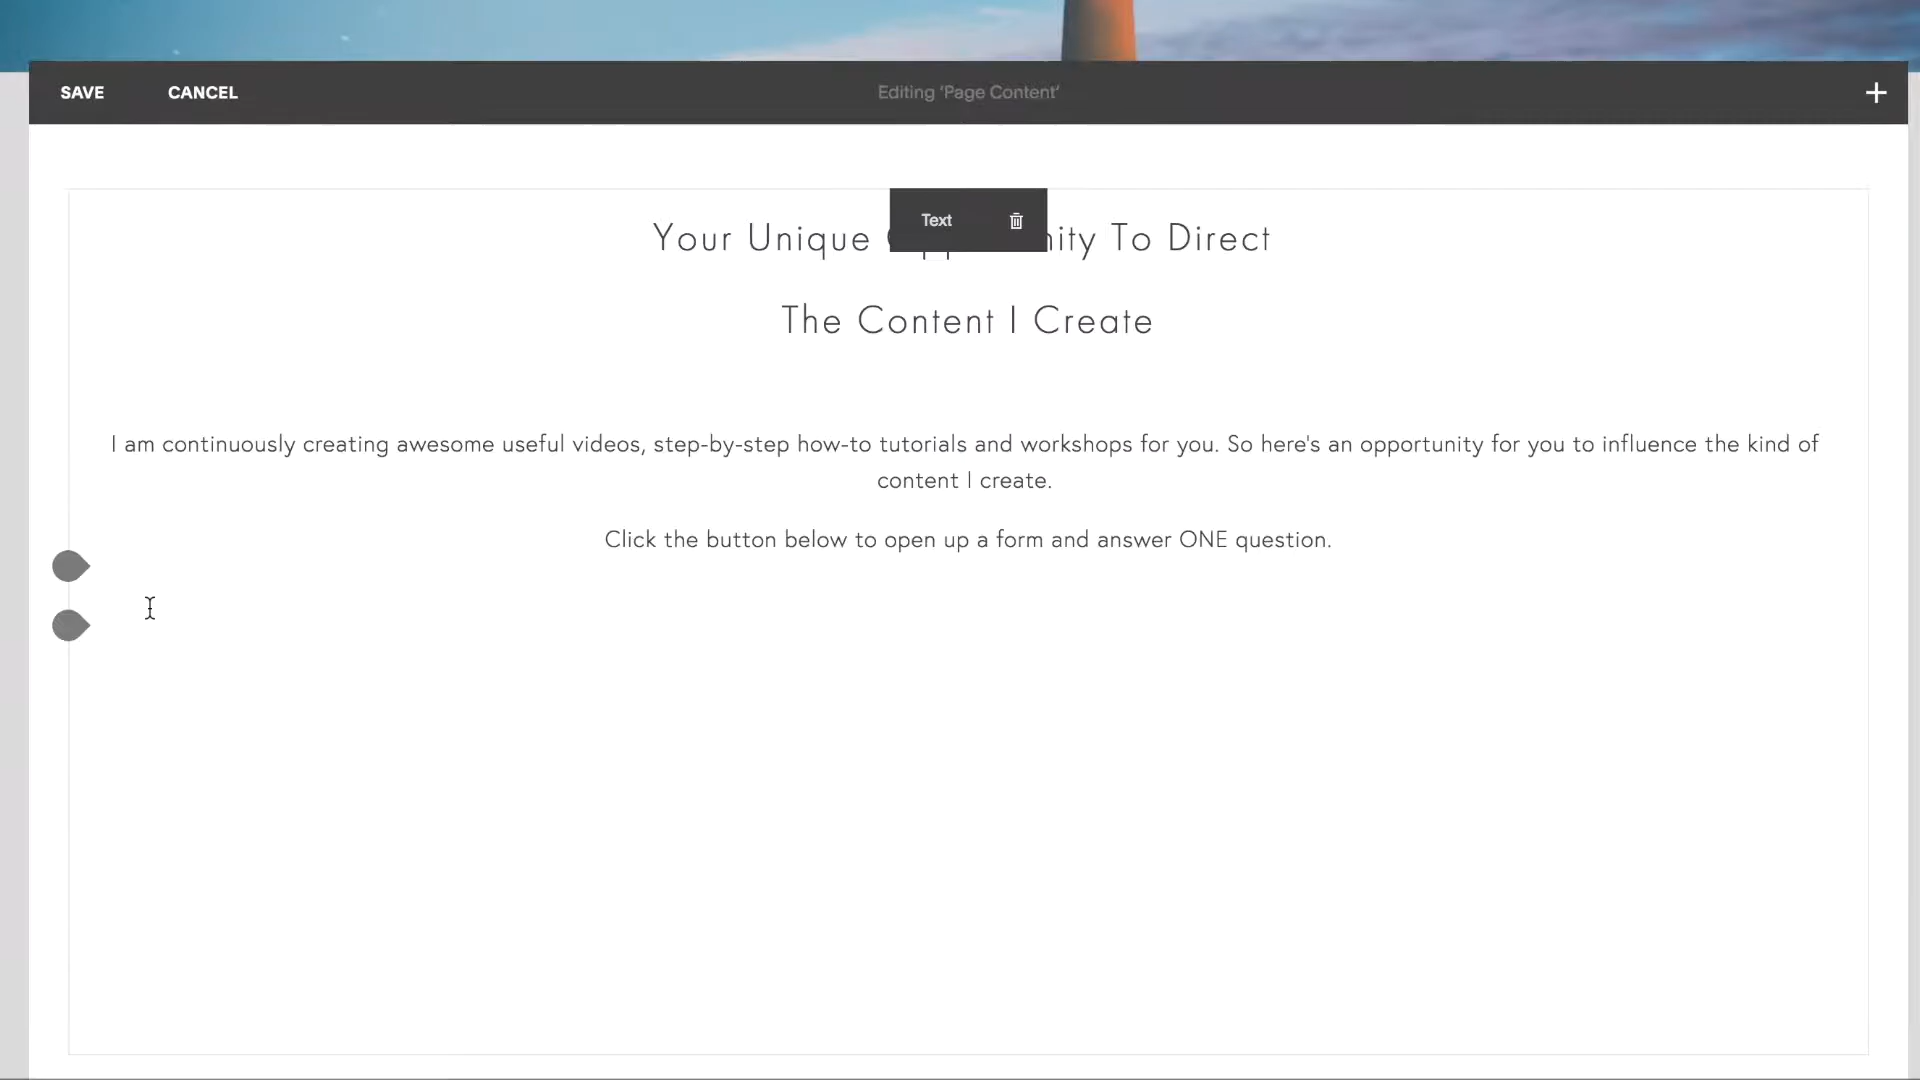 SAVE CANCEL Editing 'Page Content' +
Text
Your Unique To Direct
The Content I Create
I am continuously creating awesome useful videos, step-by-step how-to tutorials and workshops for you. So here's an opportunity for you to influence the kind of
content I create.
Click the button below to open up a form and answer ONE question.